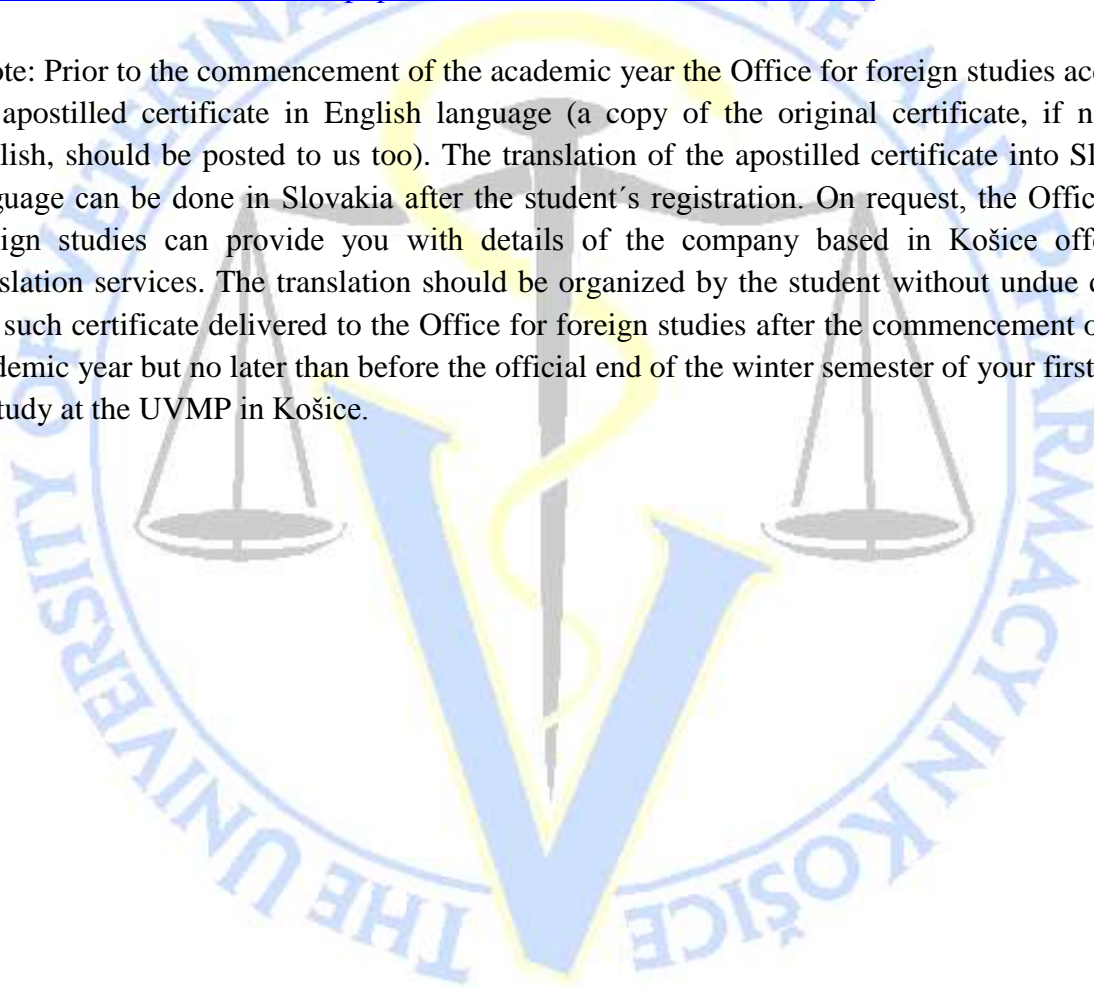 ote: Prior to the commencement of the academic year the Office for foreign studies acc
apostilled certificate in English language (a copy of the original certificate, if n
lish, should be posted to us too). The translation of the apostilled certificate into Sl
guage can be done in Slovakia after the student´s registration. On request, the Offic
ign studies can provide you with details of the company based in Košice offe
slation services. The translation should be organized by the student without undue d
such certificate delivered to the Office for foreign studies after the commencement o
demic year but no later than before the official end of the winter semester of your first
tudy at the UVMP in Košice.
THE UNIVERSITY OF VETERINA
NE AND PHARMACY IN KOŠICE